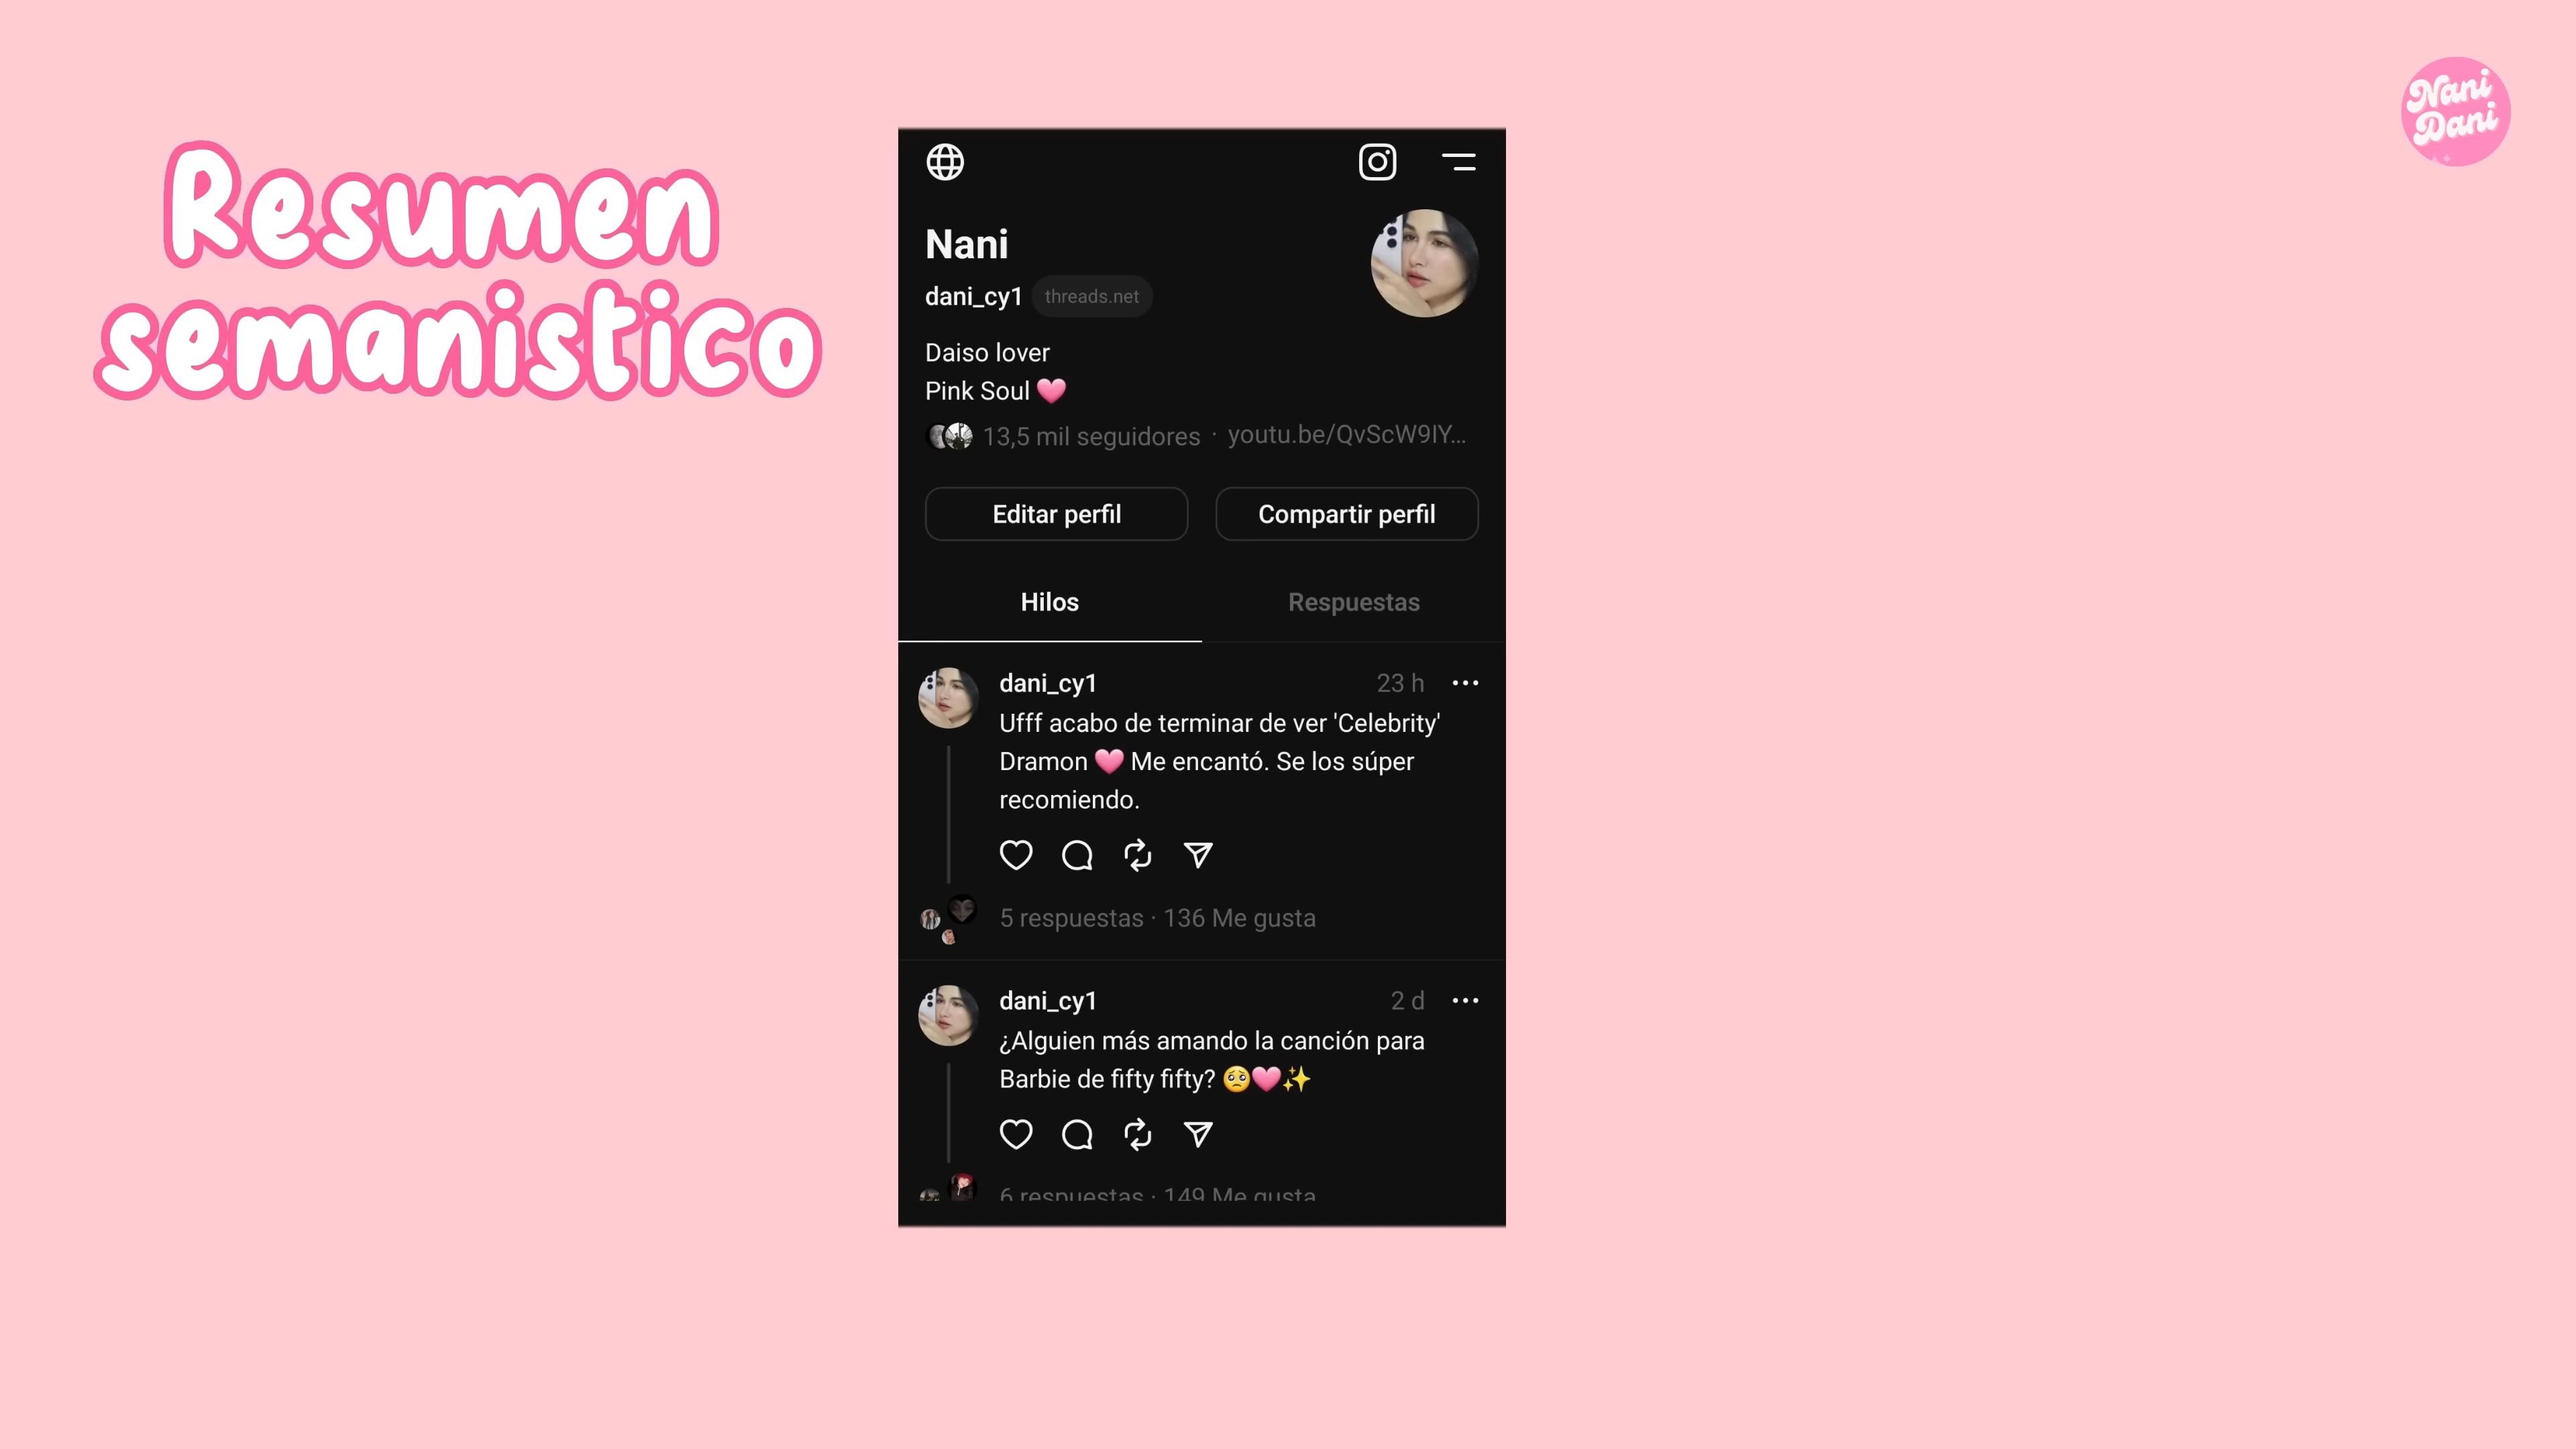 Resumen
semanistico
Nani
Dani
Nani
dani_cy1 threads.net
Daiso lover
Pink Soul 🩷
13,5 mil seguidores · youtu.be/QvScW9IY...
Editar perfil Compartir perfil
Hilos Respuestas
dani_cy1 23 h
Ufff acabo de terminar de ver 'Celebrity'
Dramon 🩷 Me encantó. Se los súper
recomiendo.
5 respuestas · 136 Me gusta
dani_cy1 2 d
¿Alguien más amando la canción para
Barbie de fifty fifty? 🥺🩷✨
6 respuestas · 149 Me gusta